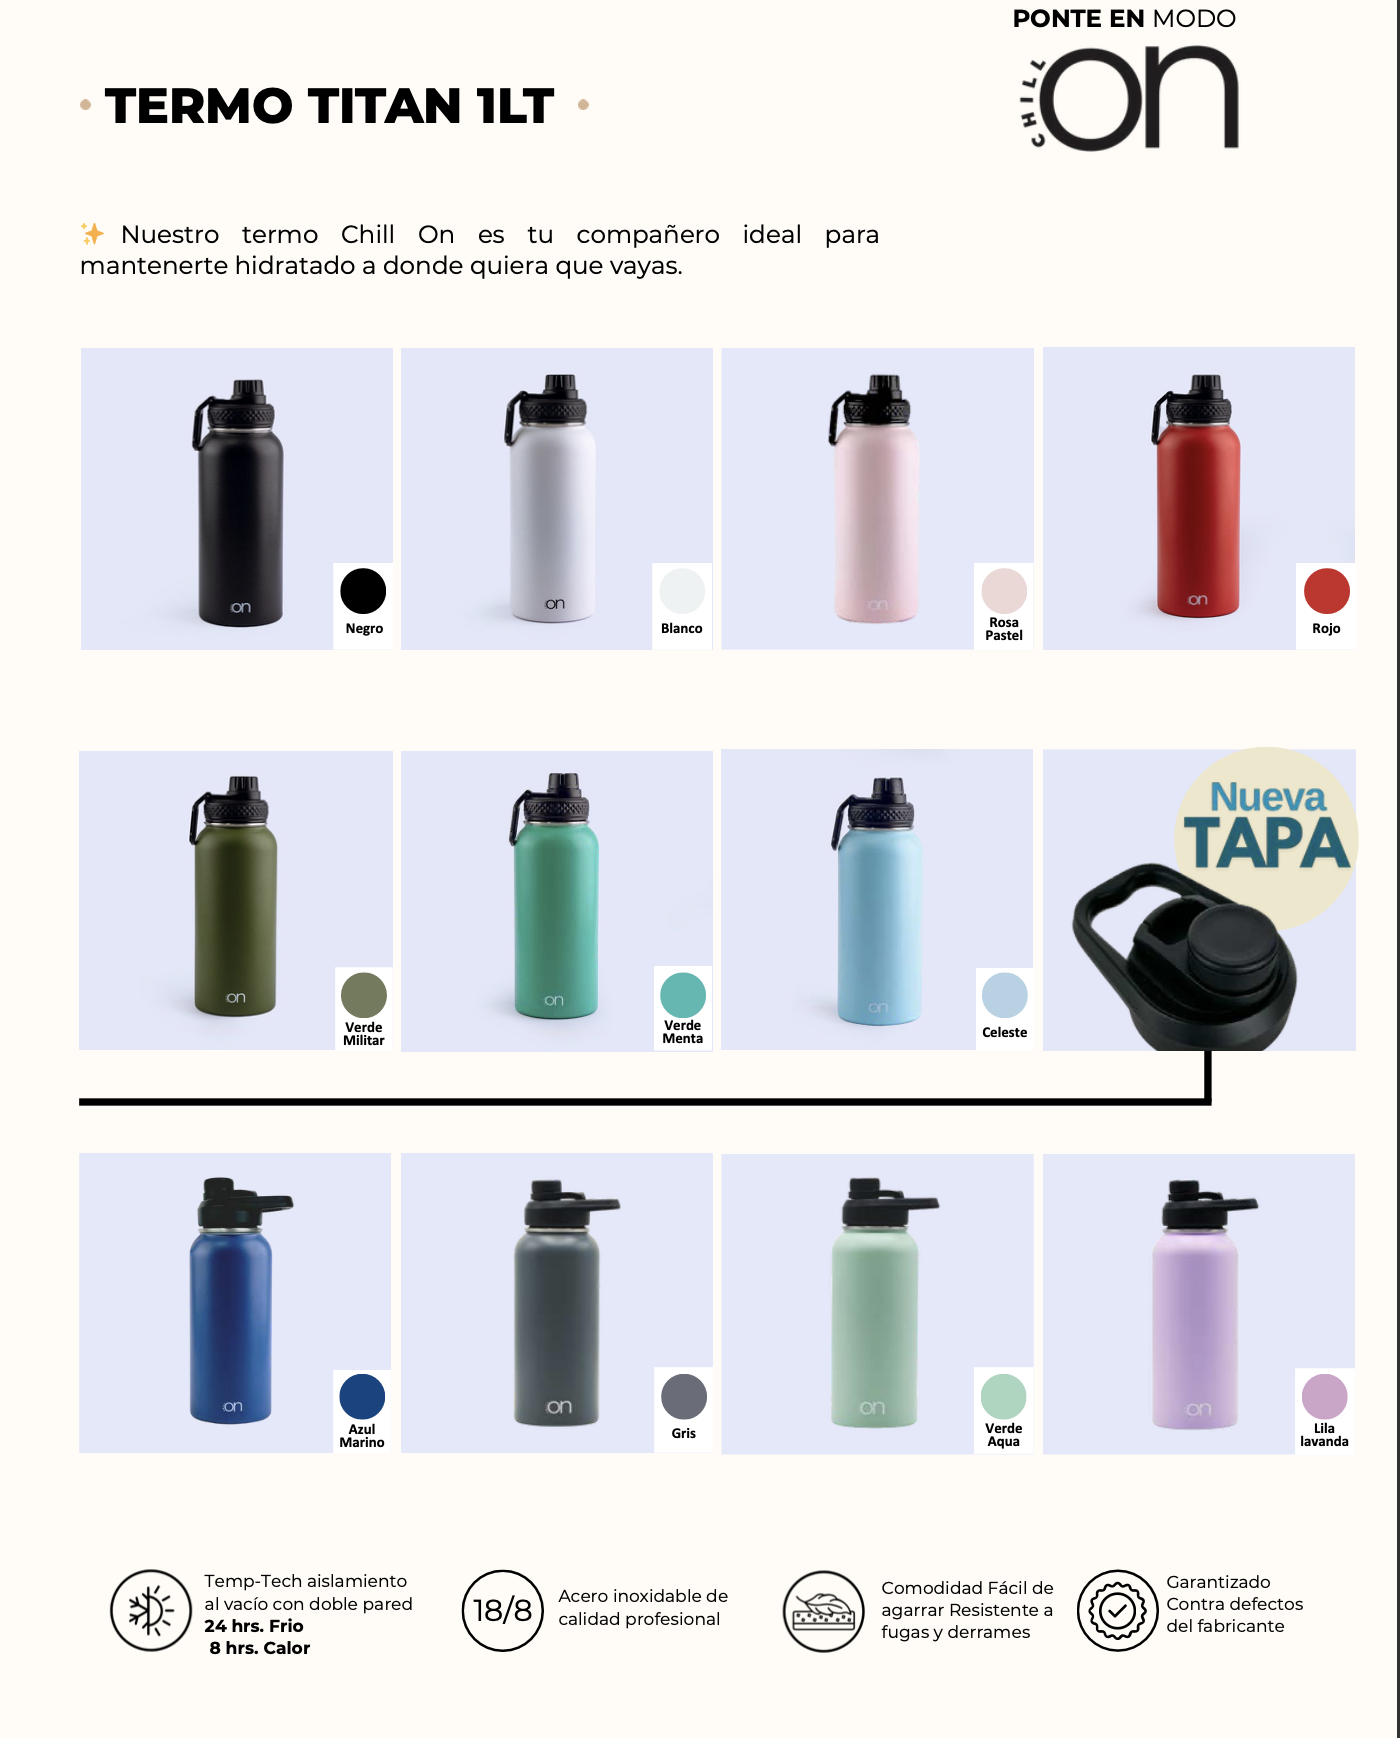 PONTE EN MODO
CHILL
on
TERMO TITAN 1LT
✨ Nuestro termo Chill On es tu compañero ideal para
mantenerte hidratado a donde quiera que vayas.
on
Negro
on
Blanco
on
Rosa
Pastel
on
Rojo
on
Verde
Militar
on
Verde
Menta
on
Celeste
Nueva
TAPA
on
Azul
Marino
on
Gris
on
Verde
Aqua
on
Lila
lavanda
Temp-Tech aislamiento
al vacío con doble pared
24 hrs. Frio
8 hrs. Calor
18/8
Acero inoxidable de
calidad profesional
Comodidad Fácil de
agarrar Resistente a
fugas y derrames
Garantizado
Contra defectos
del fabricante